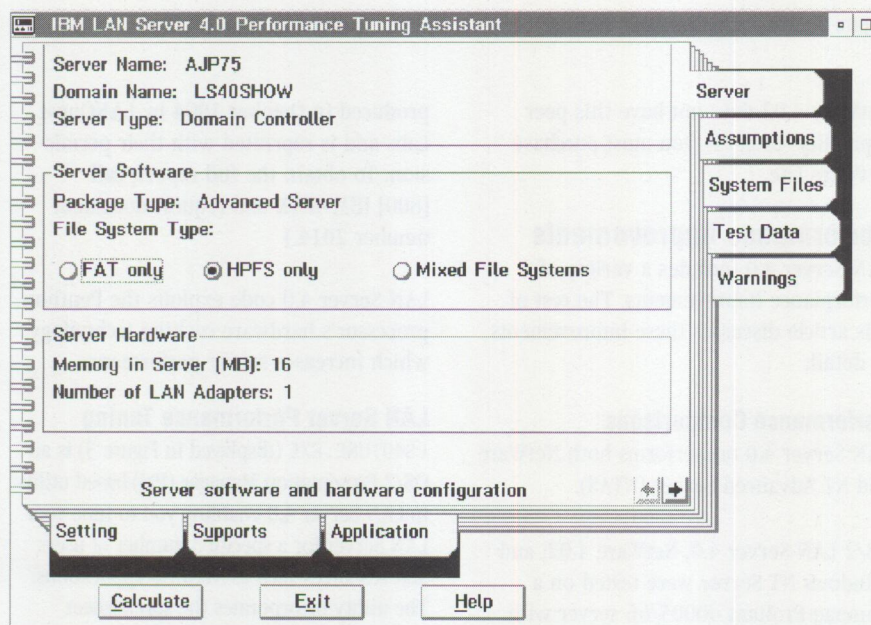 IBM LAN Server 4.0 Performance Tuning Assistant
Server Name: AJP75
Domain Name: LS40SHOW
Server Type: Domain Controller
Server Software
Package Type: Advanced Server
File System Type:
FAT only
HPFS only
Mixed File Systems
Server Hardware
Memory in Server (MB): 16
Number of LAN Adapters: 1
Server software and hardware configuration
Server
Assumptions
System Files
Test Data
Warnings
Setting
Supports
Application
Calculate
Exit
Help